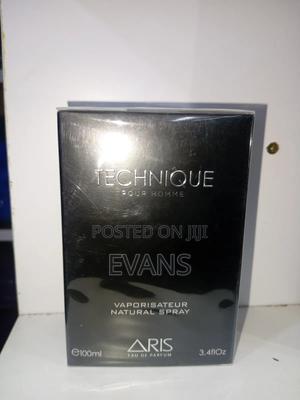 TECHNIQUE
POUR HOMME
POSTED ON JIJI
EVANS
VAPORISATEUR
NATURAL SPRAY
e100ml
ARIS
3.4flOz
EAU DE PARFUM